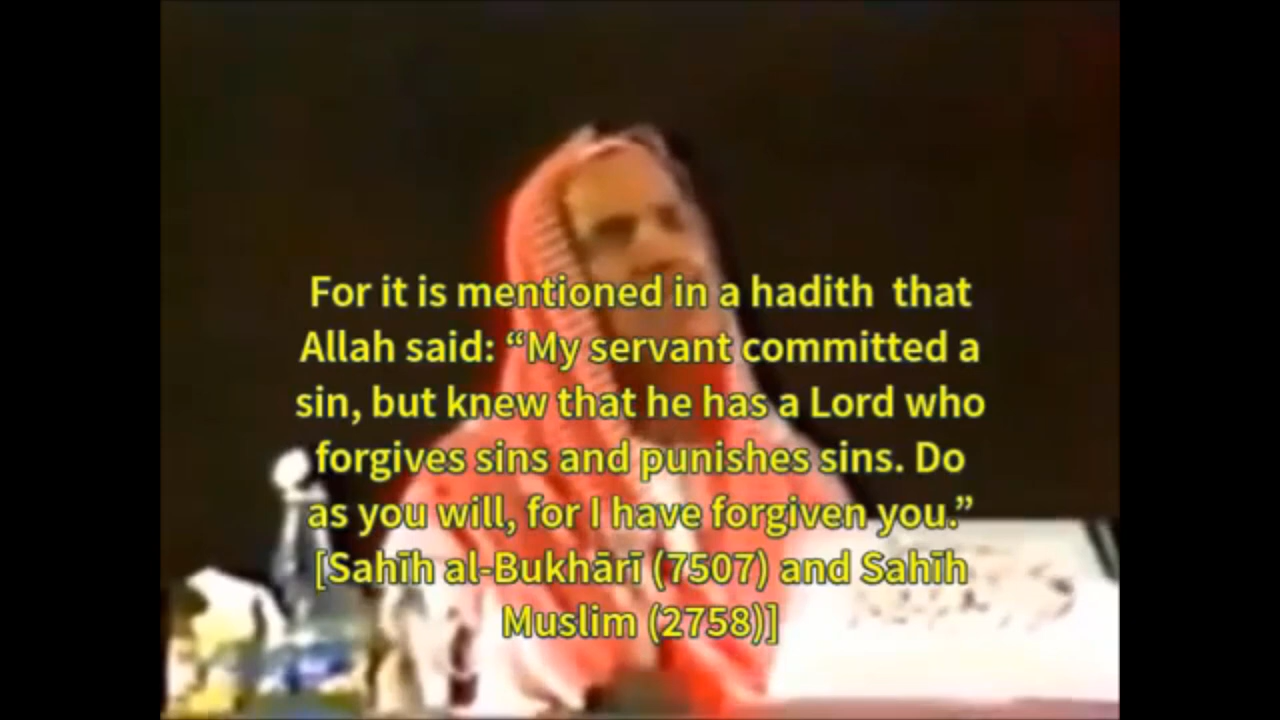 For it is mentioned in a hadith  that
Allah said: “My servant committed a
sin, but knew that he has a Lord who
forgives sins and punishes sins. Do
as you will, for I have forgiven you.”
[Sahīh al-Bukhārī (7507) and Sahīh
Muslim (2758)]